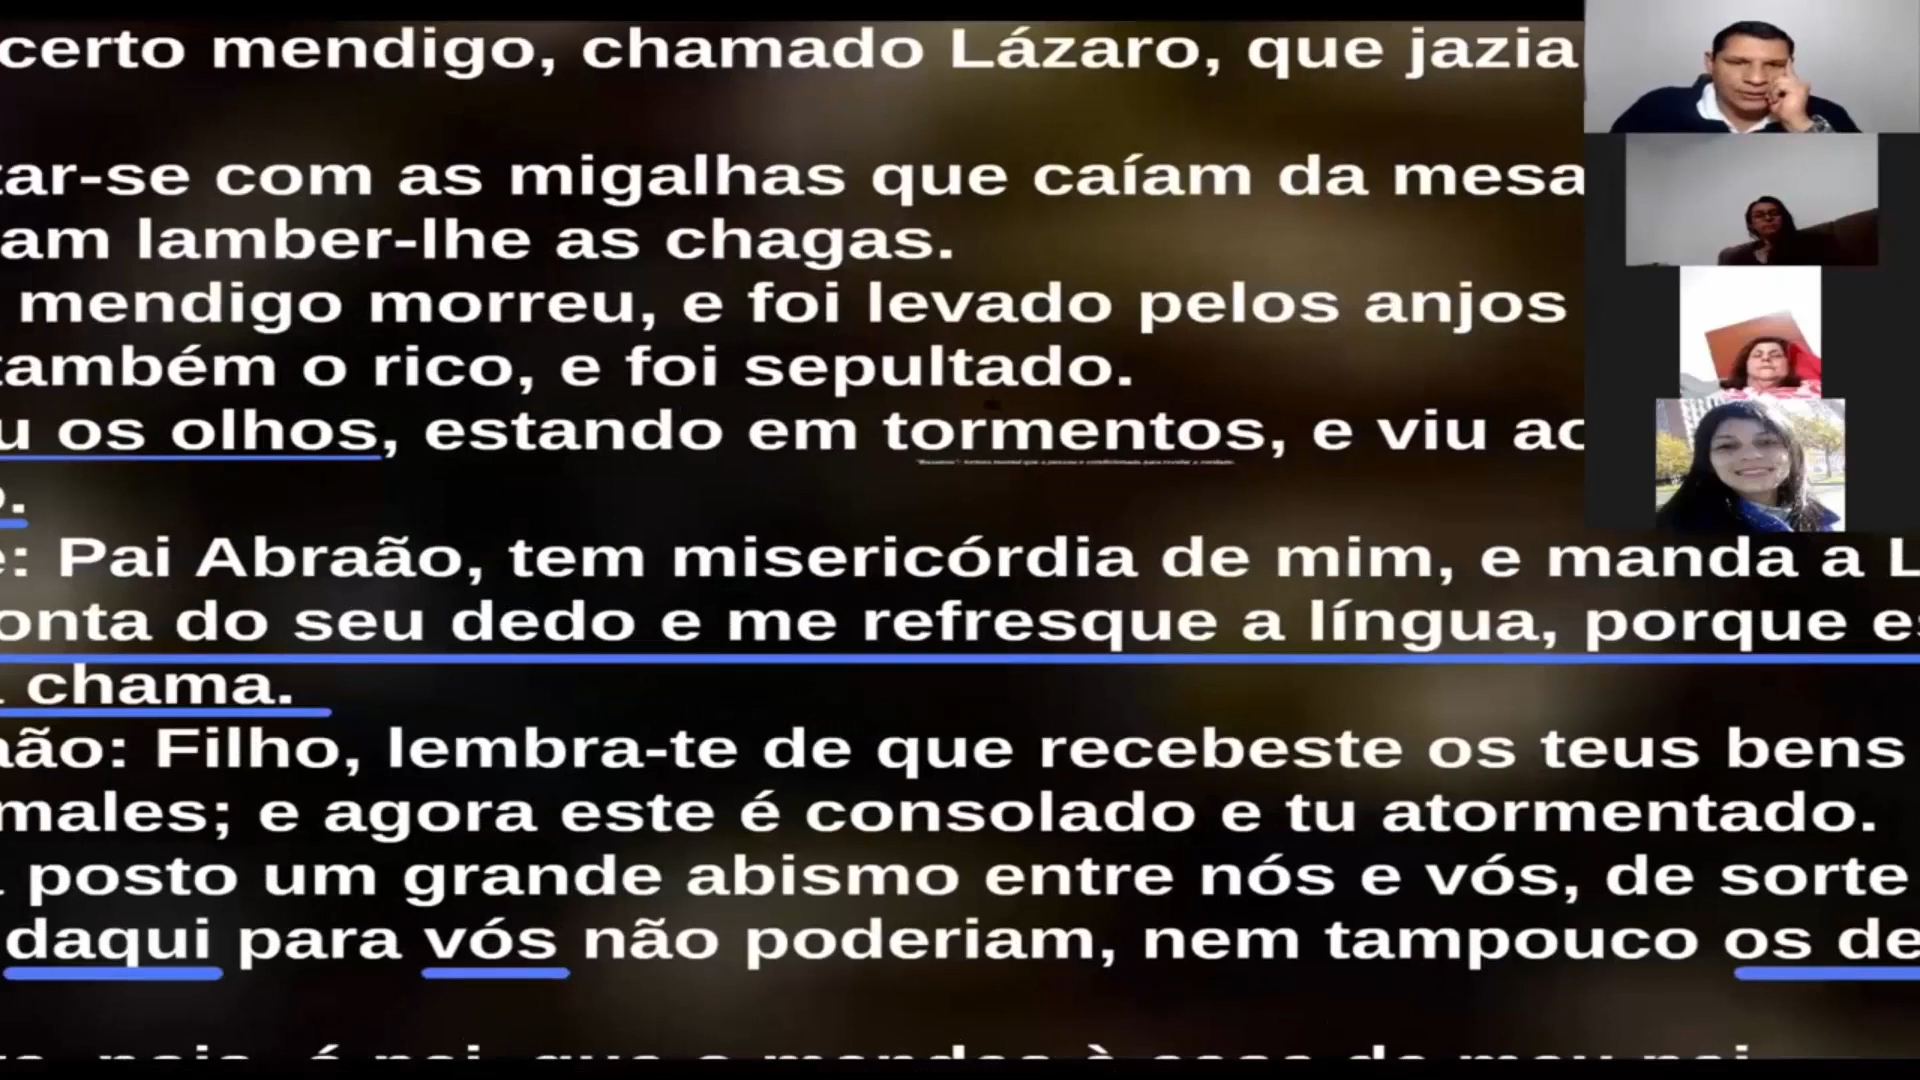 certo mendigo, chamado Lázaro, que jazia
tar-se com as migalhas que caíam da mesa
am lamber-lhe as chagas.
mendigo morreu, e foi levado pelos anjos
também o rico, e foi sepultado.
u os olhos, estando em tormentos, e viu ao
o.
e: Pai Abraão, tem misericórdia de mim, e manda a L
onta do seu dedo e me refresque a língua, porque es
a chama.
aão: Filho, lembra-te de que recebeste os teus bens
males; e agora este é consolado e tu atormentado.
posto um grande abismo entre nós e vós, de sorte
daqui para vós não poderiam, nem tampouco os de